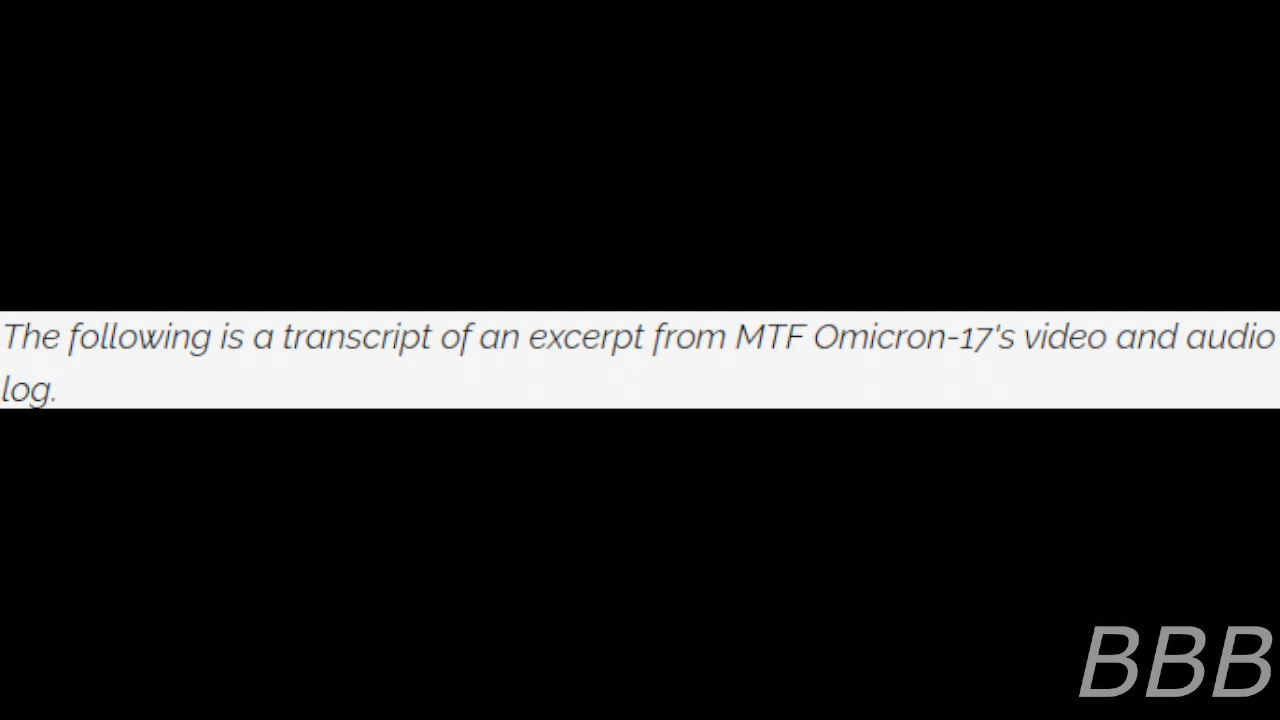 The following is a transcript of an excerpt from MTF Omicron-17's video and audio
log.
BBB